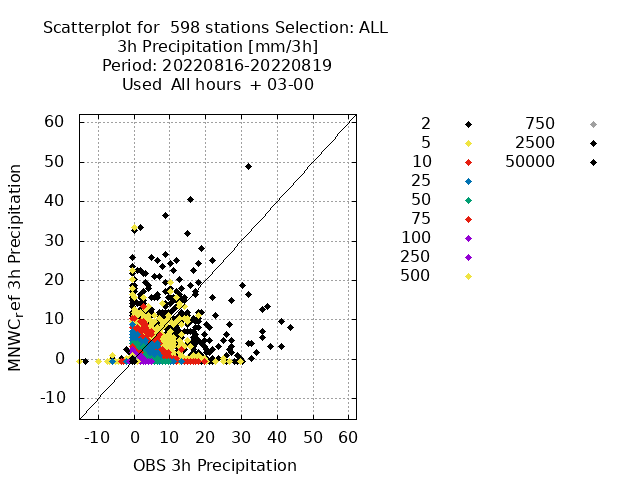 Scatterplot for  598 stations Selection: ALL
3h Precipitation [mm/3h]
Period: 20220816-20220819
Used  All hours  + 03-00
60
50
40
30
20
10
0
-10
MNWC,ef 3h Precipitation
-10 0 10 20 30 40 50 60
OBS 3h Precipitation
2 750
5 2500
10 50000
25
50
75
100
250
500